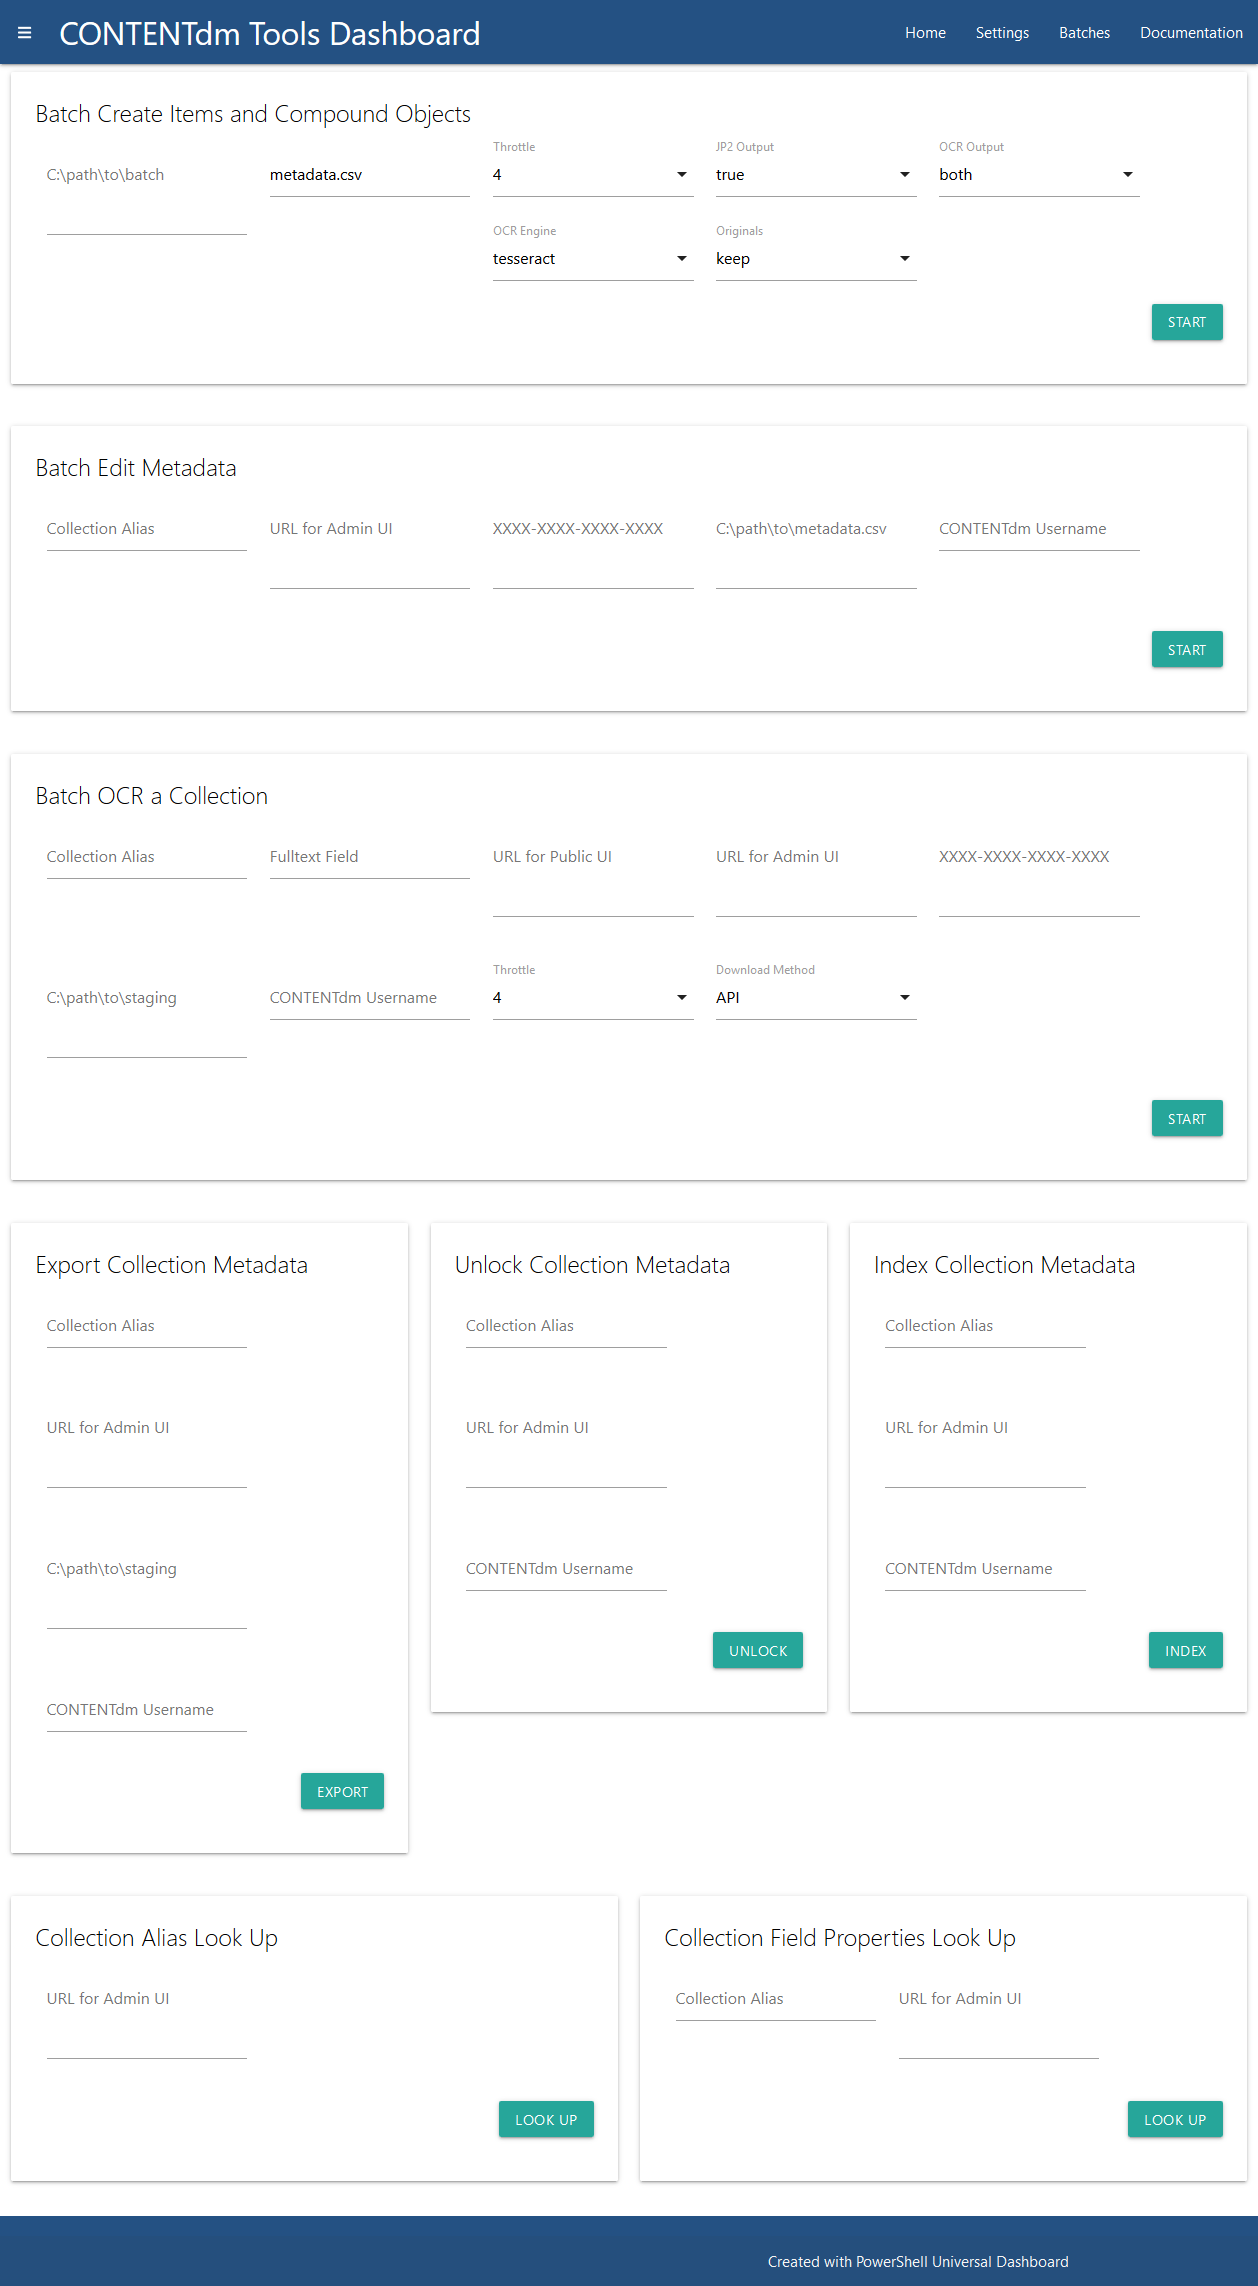 CONTENTdm Tools Dashboard
Home Settings Batches Documentation
Batch Create Items and Compound Objects
Throttle JP2 Output OCR Output
C:\path\to\batch metadata.csv 4 true both
OCR Engine Originals
tesseract keep
START
Batch Edit Metadata
Collection Alias URL for Admin UI XXXX-XXXX-XXXX-XXXX C:\path\to\metadata.csv CONTENTdm Username
START
Batch OCR a Collection
Collection Alias Fulltext Field URL for Public UI URL for Admin UI XXXX-XXXX-XXXX-XXXX
Throttle Download Method
C:\path\to\staging CONTENTdm Username 4 API
START
Export Collection Metadata
Collection Alias
URL for Admin UI
C:\path\to\staging
CONTENTdm Username
EXPORT
Unlock Collection Metadata
Collection Alias
URL for Admin UI
CONTENTdm Username
UNLOCK
Index Collection Metadata
Collection Alias
URL for Admin UI
CONTENTdm Username
INDEX
Collection Alias Look Up
URL for Admin UI
LOOK UP
Collection Field Properties Look Up
Collection Alias URL for Admin UI
LOOK UP
Created with PowerShell Universal Dashboard